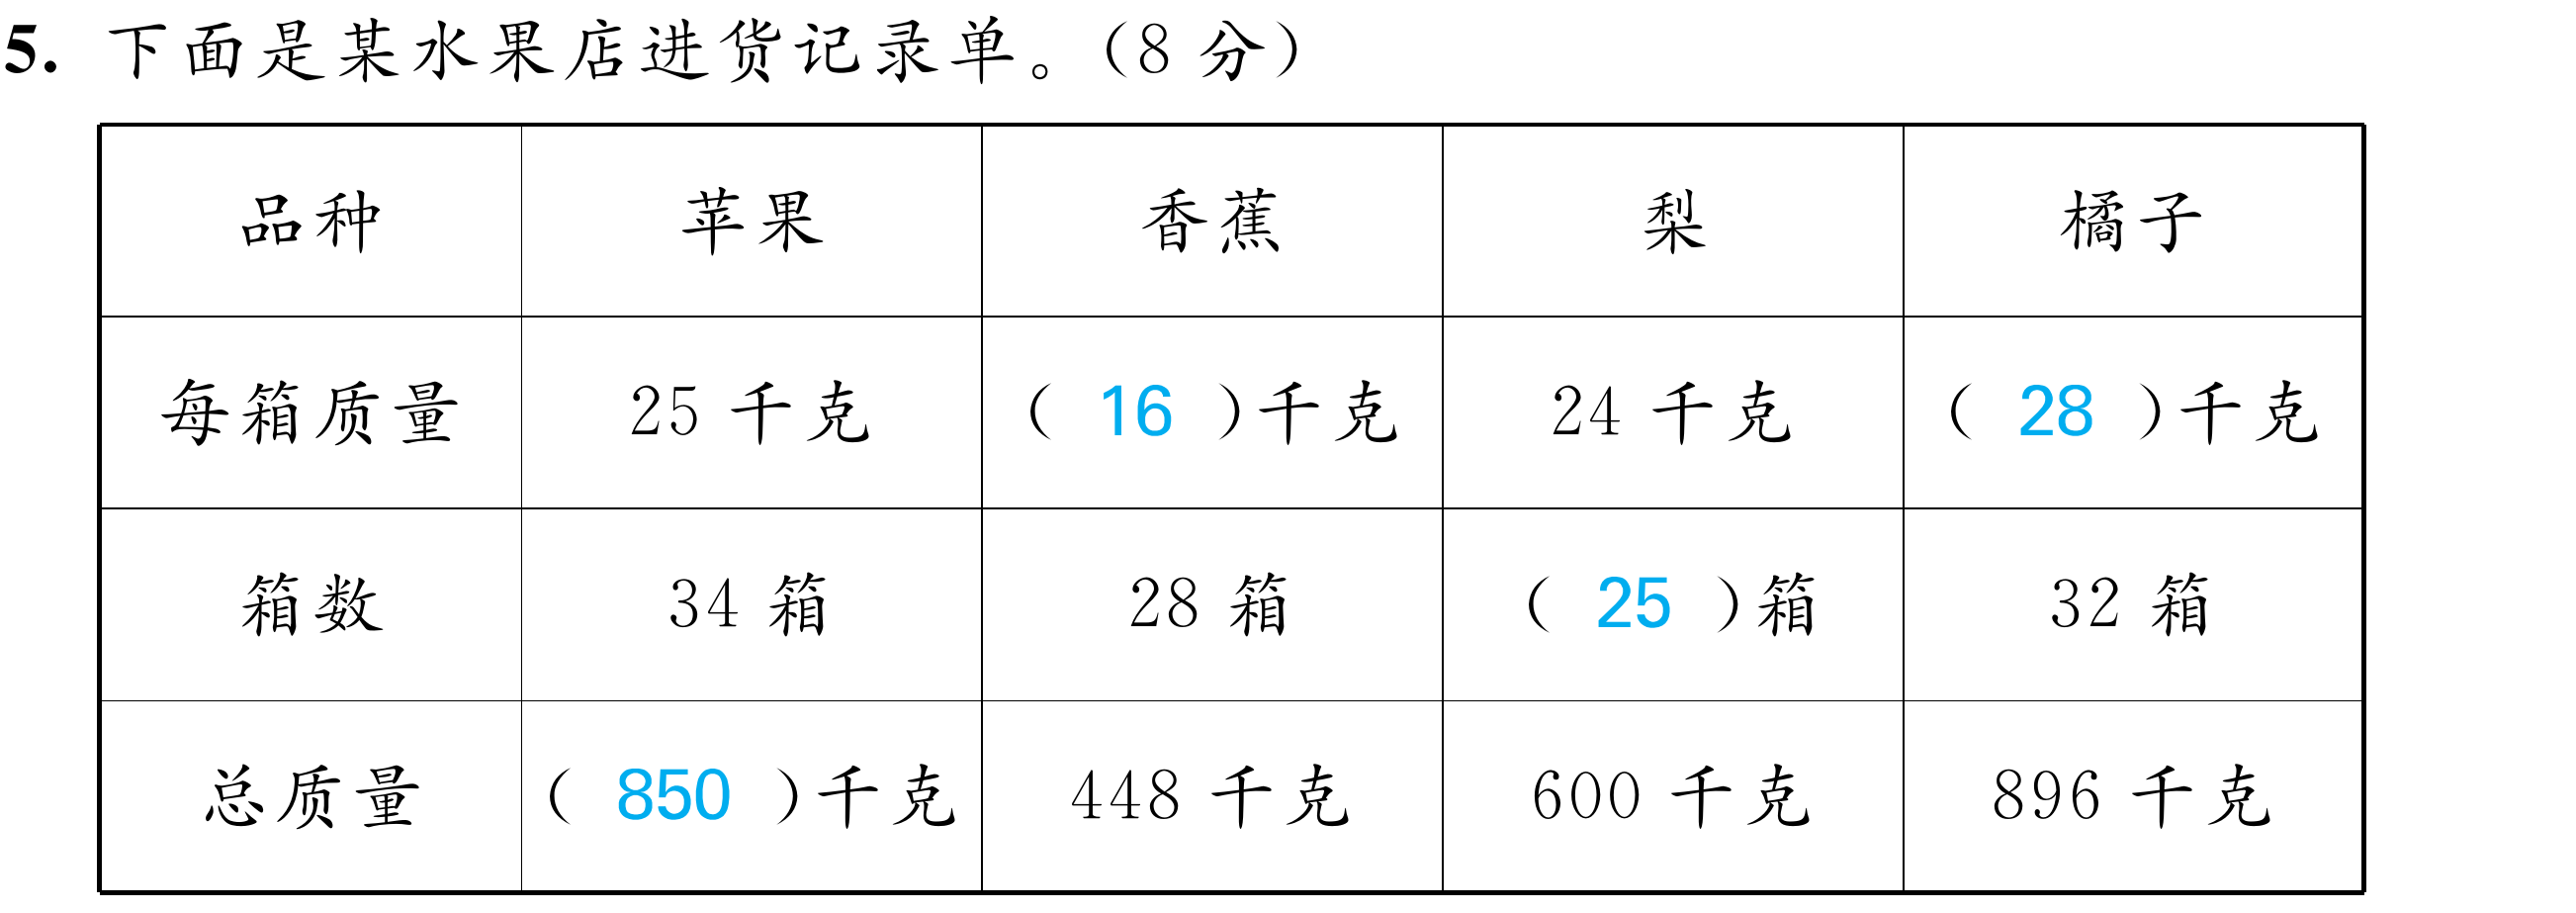 5. 下面是某水果店进货记录单。(8 分)
品种 苹果 香蕉 梨 橘子
每箱质量 25 千克 ( 16 )千克 24 千克 ( 28 )千克
箱数 34 箱 28 箱 ( 25 )箱 32 箱
总质量 ( 850 )千克 448 千克 600 千克 896 千克